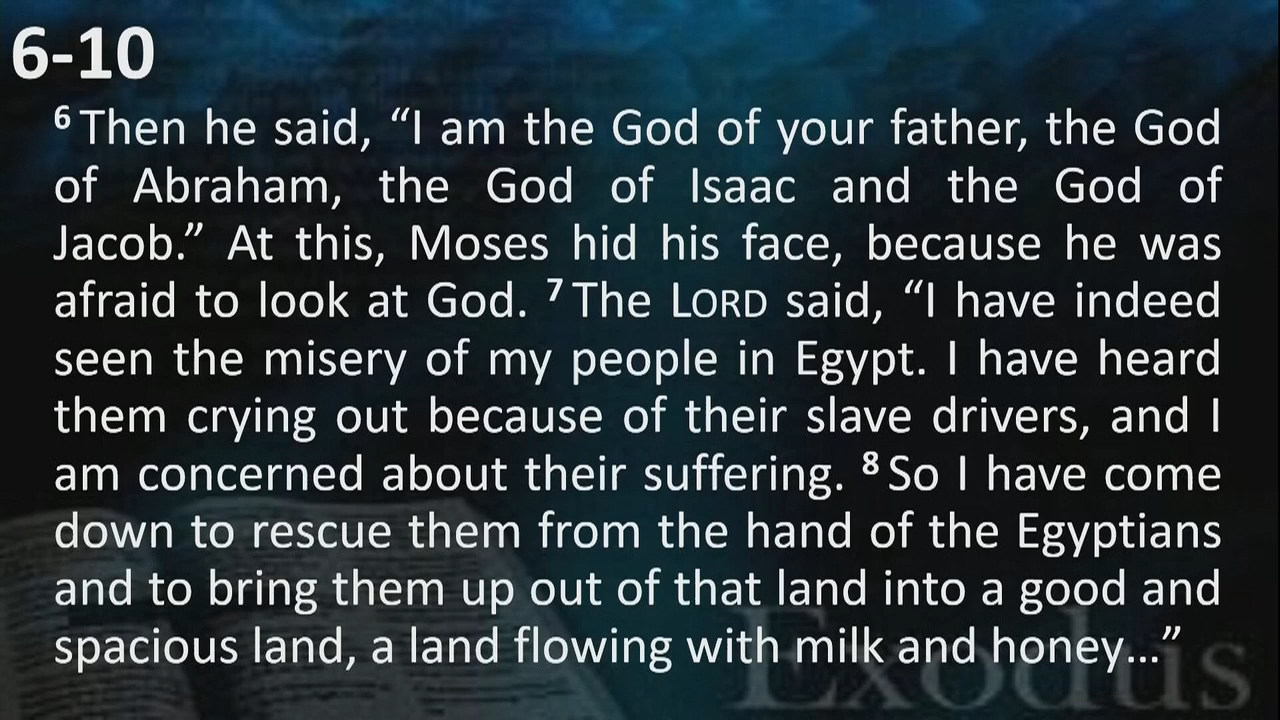 6-10
⁶ Then he said, “I am the God of your father, the God
of Abraham, the God of Isaac and the God of
Jacob.” At this, Moses hid his face, because he was
afraid to look at God. ⁷ The LORD said, “I have indeed
seen the misery of my people in Egypt. I have heard
them crying out because of their slave drivers, and I
am concerned about their suffering. ⁸ So I have come
down to rescue them from the hand of the Egyptians
and to bring them up out of that land into a good and
spacious land, a land flowing with milk and honey…”
Exodus